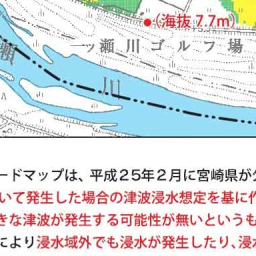 (海抜 7.7m)
一ッ瀬川ゴルフ場
瀬
川
ードマップは、平成25年2月に宮崎県が
いて発生した場合の津波浸水想定を基に
きな津波が発生する可能性が無いという
により浸水域外でも浸水が発生したり、浸